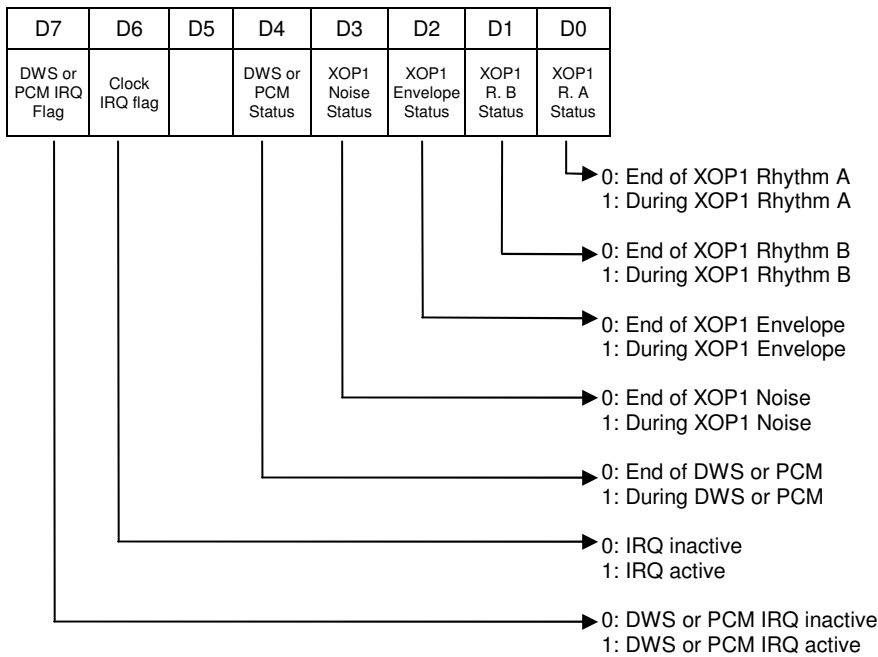 D7 D6 D5 D4 D3 D2 D1 D0
DWS or PCM IRQ Flag
Clock IRQ flag
DWS or PCM Status
XOP1 Noise Status
XOP1 Envelope Status
XOP1 R. B Status
XOP1 R. A Status
0: End of XOP1 Rhythm A
1: During XOP1 Rhythm A
0: End of XOP1 Rhythm B
1: During XOP1 Rhythm B
0: End of XOP1 Envelope
1: During XOP1 Envelope
0: End of XOP1 Noise
1: During XOP1 Noise
0: End of DWS or PCM
1: During DWS or PCM
0: IRQ inactive
1: IRQ active
0: DWS or PCM IRQ inactive
1: DWS or PCM IRQ active